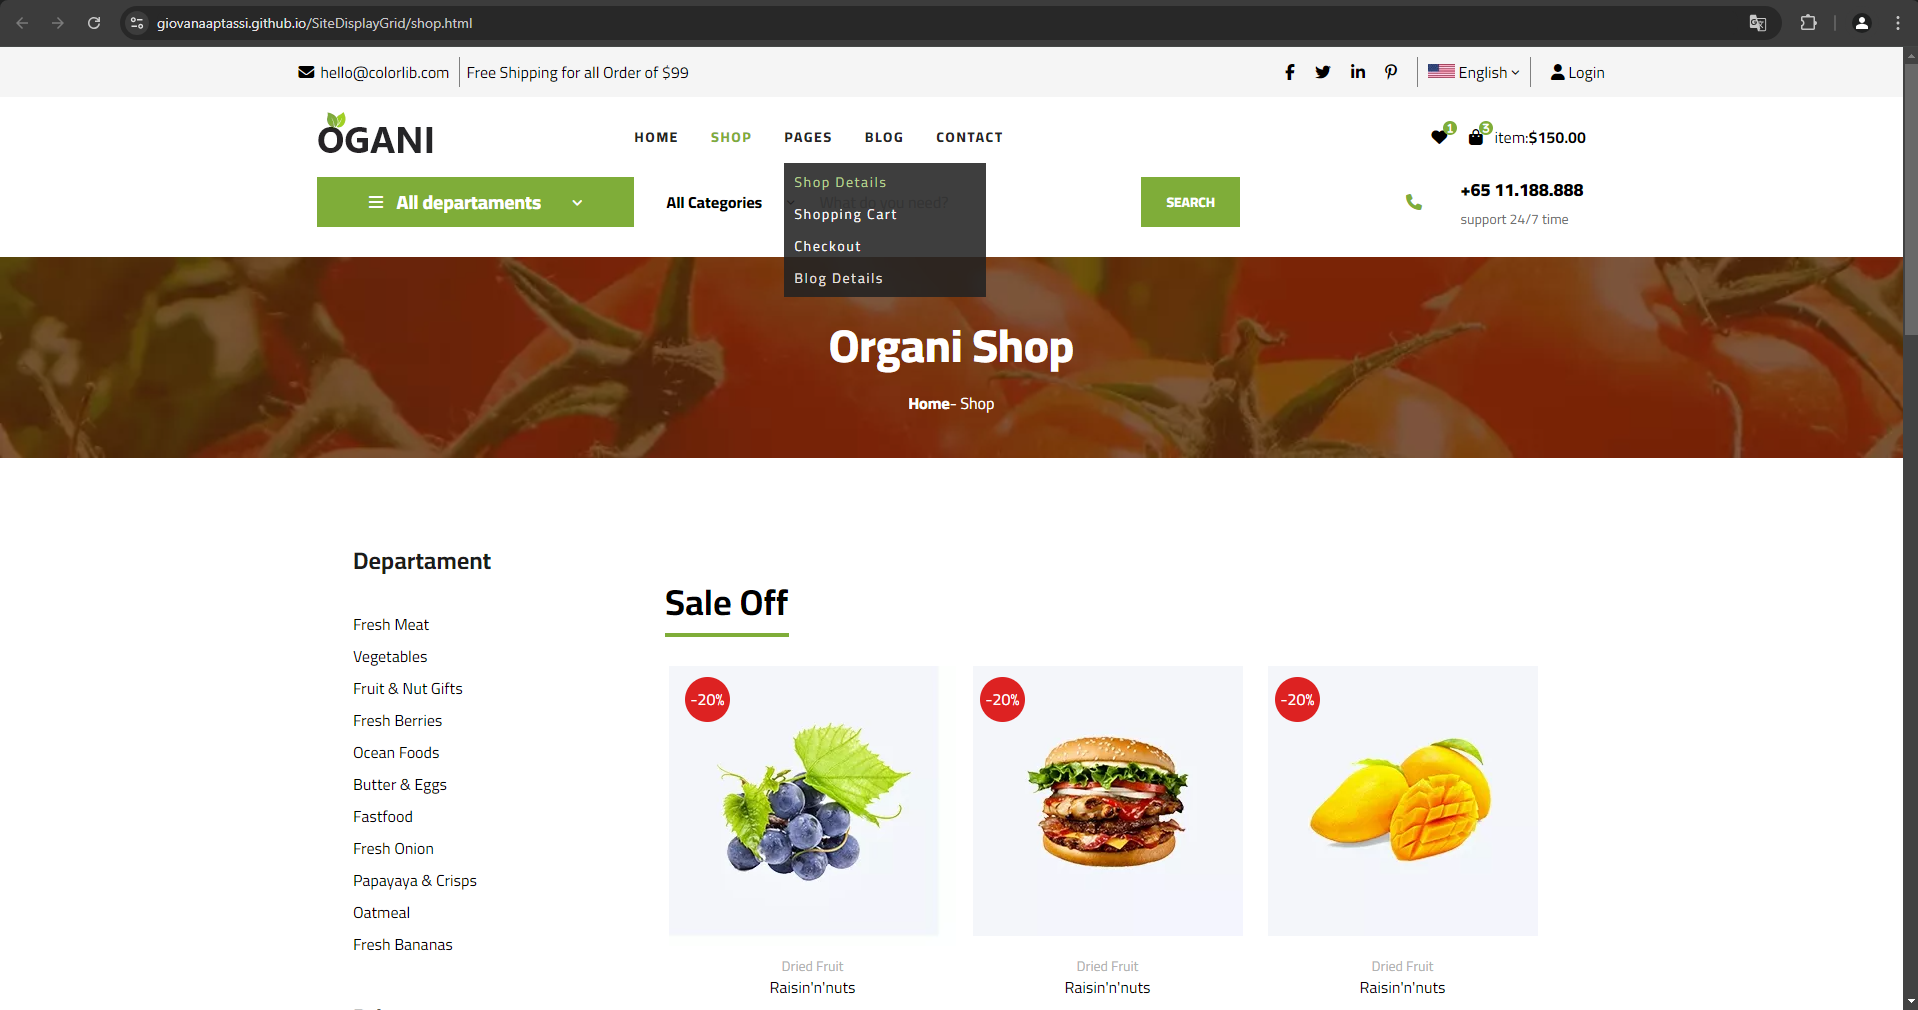 giovanaaptassi.github.io/SiteDisplayGrid/shop.html
hello@colorlib.com
Free Shipping for all Order of $99
English
Login
OGANI
HOME
SHOP
PAGES
BLOG
CONTACT
1
3
item:$150.00
Shop Details
Shopping Cart
Checkout
Blog Details
All departaments
All Categories
What do you need?
SEARCH
+65 11.188.888
support 24/7 time
Organi Shop
Home- Shop
Departament
Fresh Meat
Vegetables
Fruit & Nut Gifts
Fresh Berries
Ocean Foods
Butter & Eggs
Fastfood
Fresh Onion
Papayaya & Crisps
Oatmeal
Fresh Bananas
Sale Off
-20%
-20%
-20%
Dried Fruit
Raisin'n'nuts
Dried Fruit
Raisin'n'nuts
Dried Fruit
Raisin'n'nuts